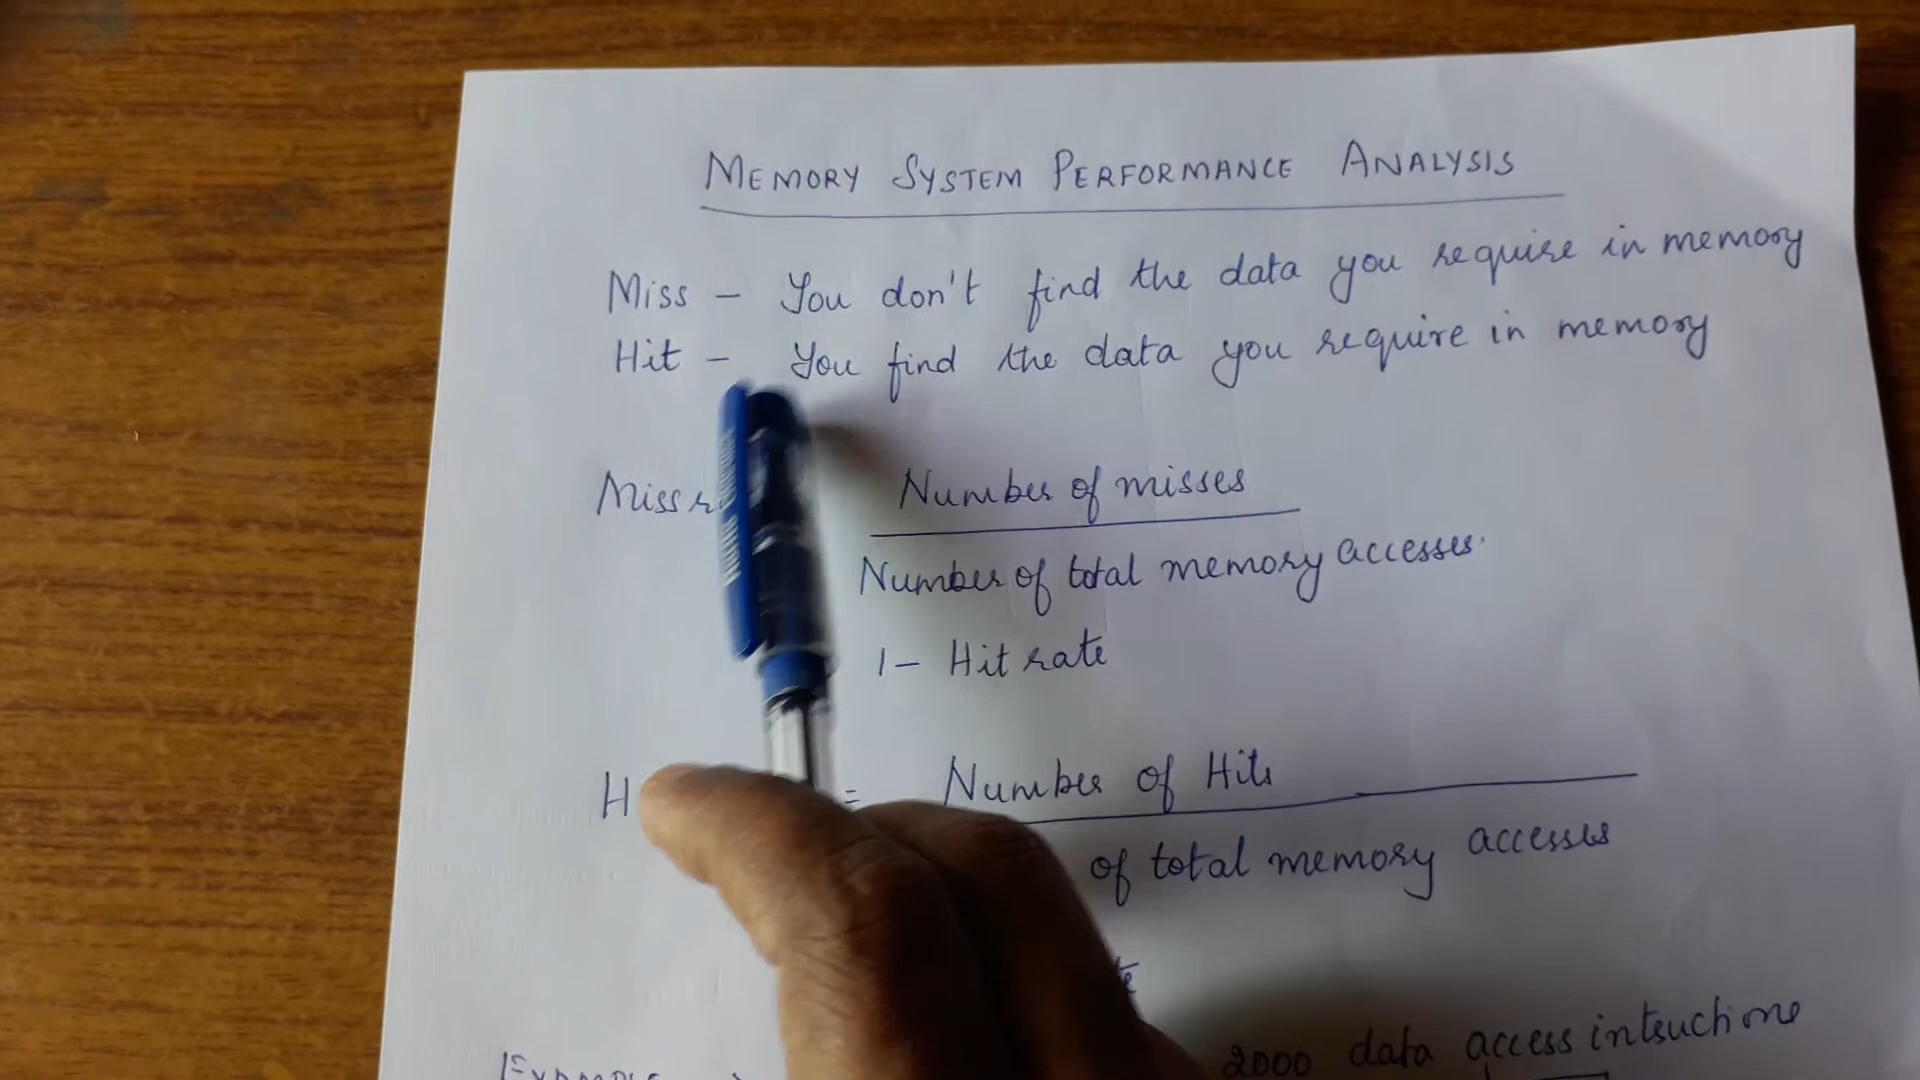 MEMORY SYSTEM PERFORMANCE ANALYSIS
Miss - You don't find the data you require in memory
Hit - You find the data you require in memory
Miss
Number of misses
Number of total memory accesses.
1 - Hit rate
= Number of Hits
of total memory accesses
2000 data access